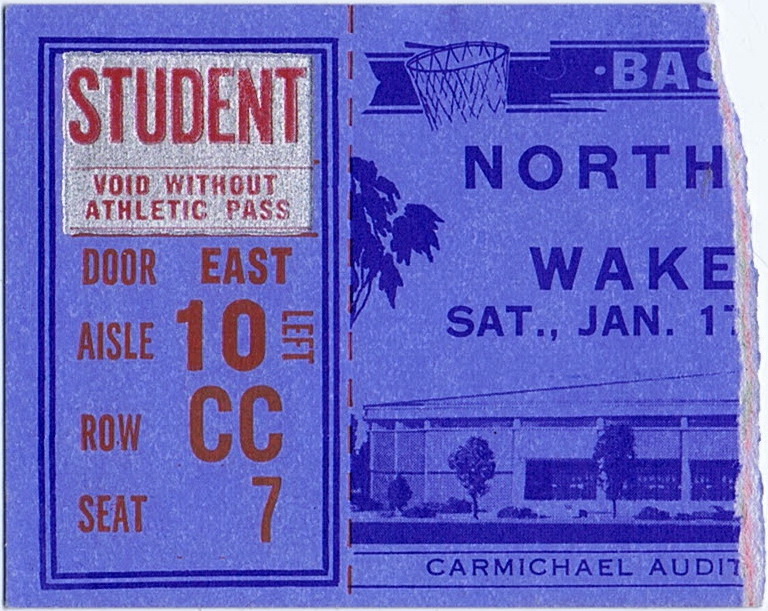 STUDENT
VOID WITHOUT
ATHLETIC PASS
DOOR EAST
AISLE 10 LEFT
ROW CC
SEAT 7
·BAS
NORTH
WAKE
SAT., JAN. 17
CARMICHAEL AUDIT